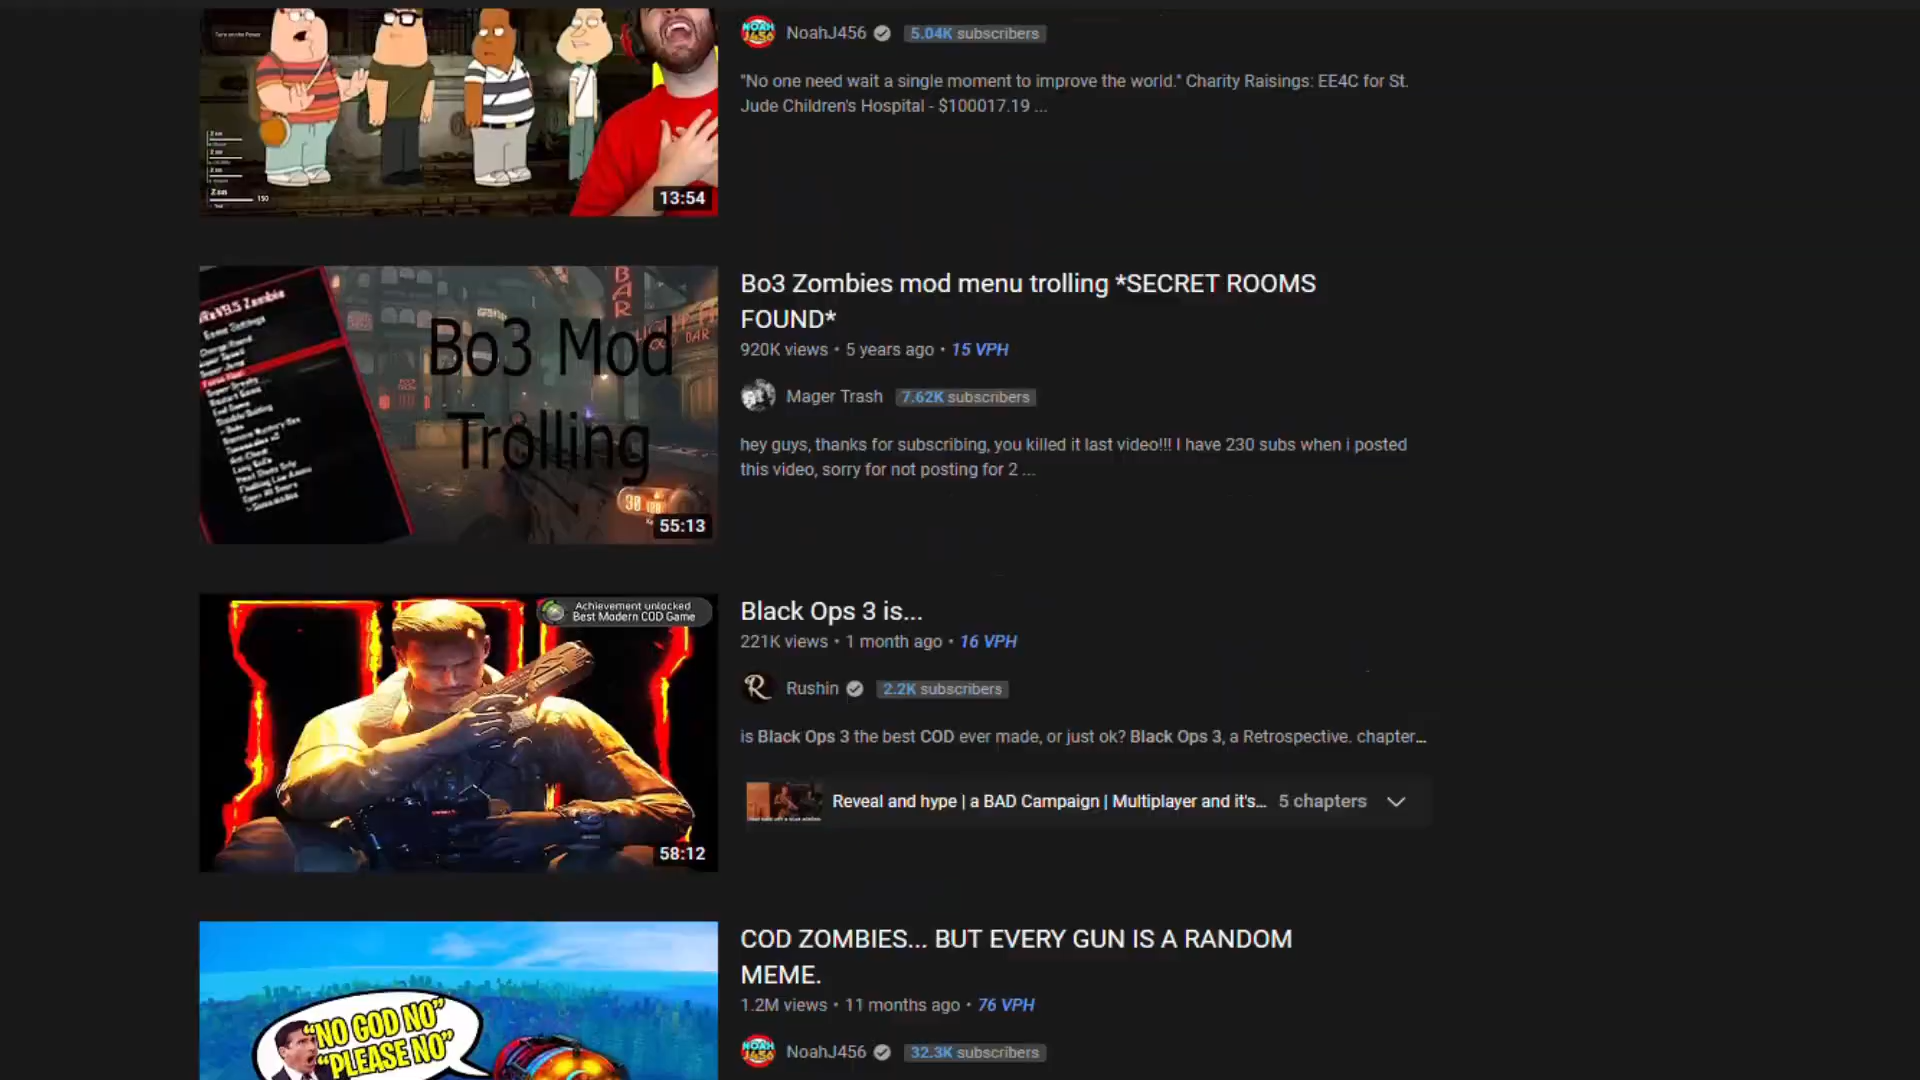 Turn on the Power
NoahJ456 5.04K subscribers
"No one need wait a single moment to improve the world." Charity Raisings: EE4C for St.
Jude Children's Hospital - $100017.19 ...
150
13:54
Bo3 Zombies mod menu trolling *SECRET ROOMS
FOUND*
920K views • 5 years ago • 15 VPH
Mager Trash 7.62K subscribers
hey guys, thanks for subscribing, you killed it last video!!! I have 230 subs when i posted
this video, sorry for not posting for 2 ...
BAR
Bo3 Mod
Trolling
55:13
Achievement unlocked
Best Modern COD Game
Black Ops 3 is...
221K views • 1 month ago • 16 VPH
Rushin 2.2K subscribers
is Black Ops 3 the best COD ever made, or just ok? Black Ops 3, a Retrospective. chapter...
Reveal and hype | a BAD Campaign | Multiplayer and it's... 5 chapters
58:12
COD ZOMBIES... BUT EVERY GUN IS A RANDOM
MEME.
1.2M views • 11 months ago • 76 VPH
NoahJ456 32.3K subscribers
"NO GOD NO"
"PLEASE NO"